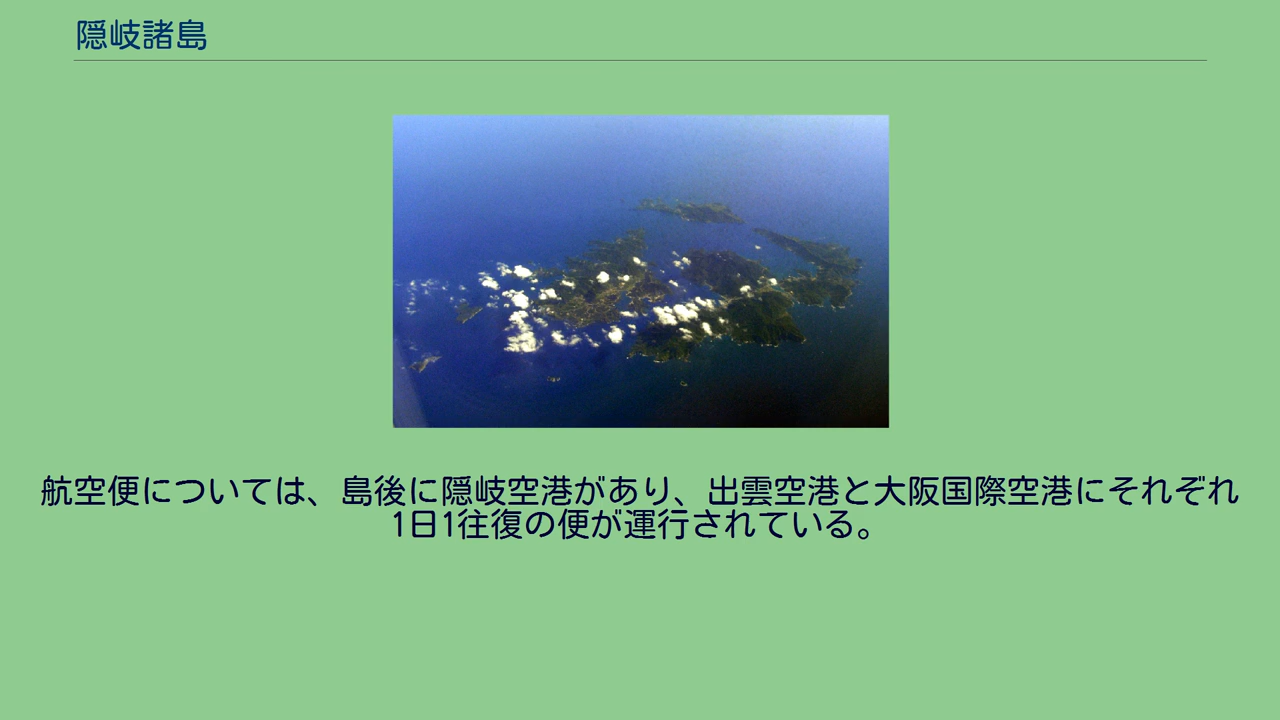 隠岐諸島
航空便については、島後に隠岐空港があり、出雲空港と大阪国際空港にそれぞれ
1日1往復の便が運行されている。